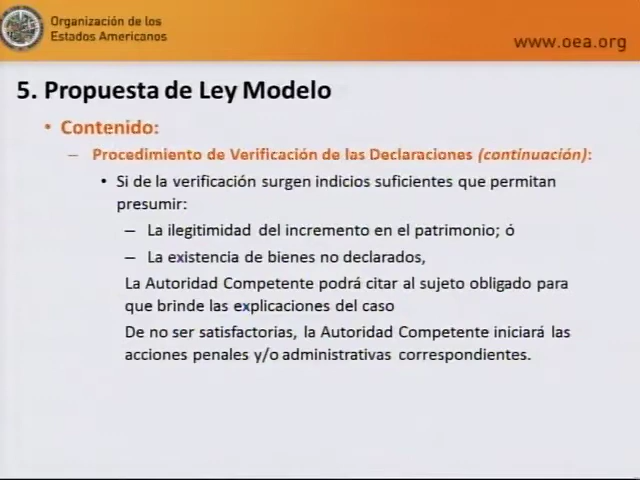 Organización de los
Estados Americanos
www.oea.org
5. Propuesta de Ley Modelo
• Contenido:
– Procedimiento de Verificación de las Declaraciones (continuación):
• Si de la verificación surgen indicios suficientes que permitan
presumir:
– La ilegitimidad del incremento en el patrimonio; ó
– La existencia de bienes no declarados,
La Autoridad Competente podrá citar al sujeto obligado para
que brinde las explicaciones del caso
De no ser satisfactorias, la Autoridad Competente iniciará las
acciones penales y/o administrativas correspondientes.